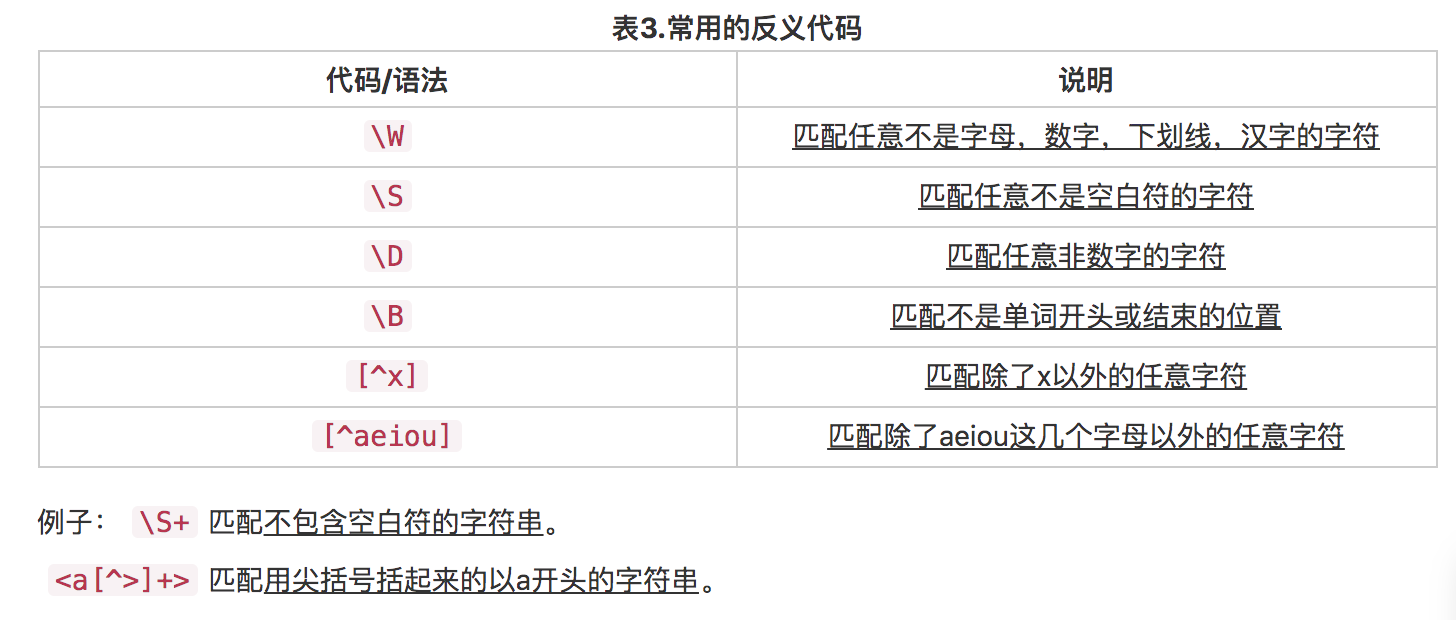 表3.常用的反义代码
代码/语法 说明
\W 匹配任意不是字母，数字，下划线，汉字的字符
\S 匹配任意不是空白符的字符
\D 匹配任意非数字的字符
\B 匹配不是单词开头或结束的位置
[^x] 匹配除了x以外的任意字符
[^aeiou] 匹配除了aeiou这几个字母以外的任意字符
例子： \S+ 匹配不包含空白符的字符串。
<a[^>]+> 匹配用尖括号括起来的以a开头的字符串。